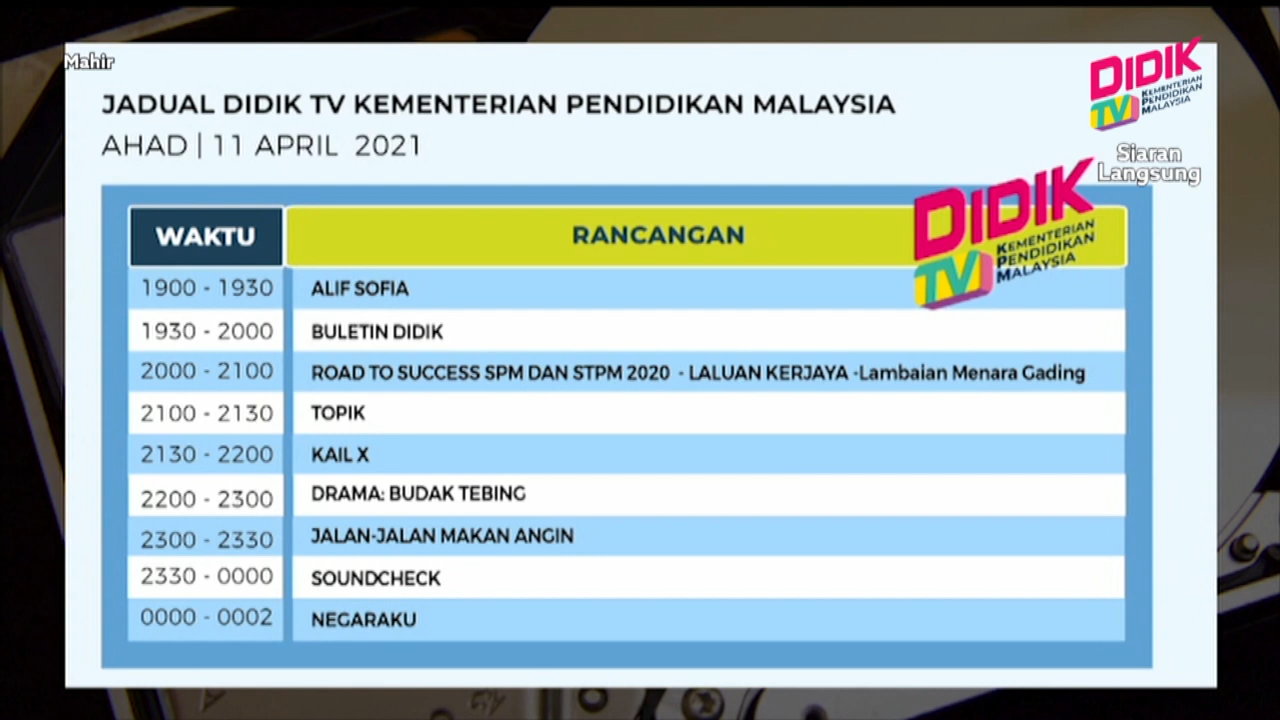 Mahir
DIDIK
TV KEMENTERIAN
PENDIDIKAN
MALAYSIA
Siaran
Langsung
JADUAL DIDIK TV KEMENTERIAN PENDIDIKAN MALAYSIA
AHAD | 11 APRIL 2021
DIDIK
TV KEMENTERIAN
PENDIDIKAN
MALAYSIA
WAKTU RANCANGAN
1900 - 1930 ALIF SOFIA
1930 - 2000 BULETIN DIDIK
2000 - 2100 ROAD TO SUCCESS SPM DAN STPM 2020 - LALUAN KERJAYA -Lambaian Menara Gading
2100 - 2130 TOPIK
2130 - 2200 KAIL X
2200 - 2300 DRAMA: BUDAK TEBING
2300 - 2330 JALAN-JALAN MAKAN ANGIN
2330 - 0000 SOUNDCHECK
0000 - 0002 NEGARAKU